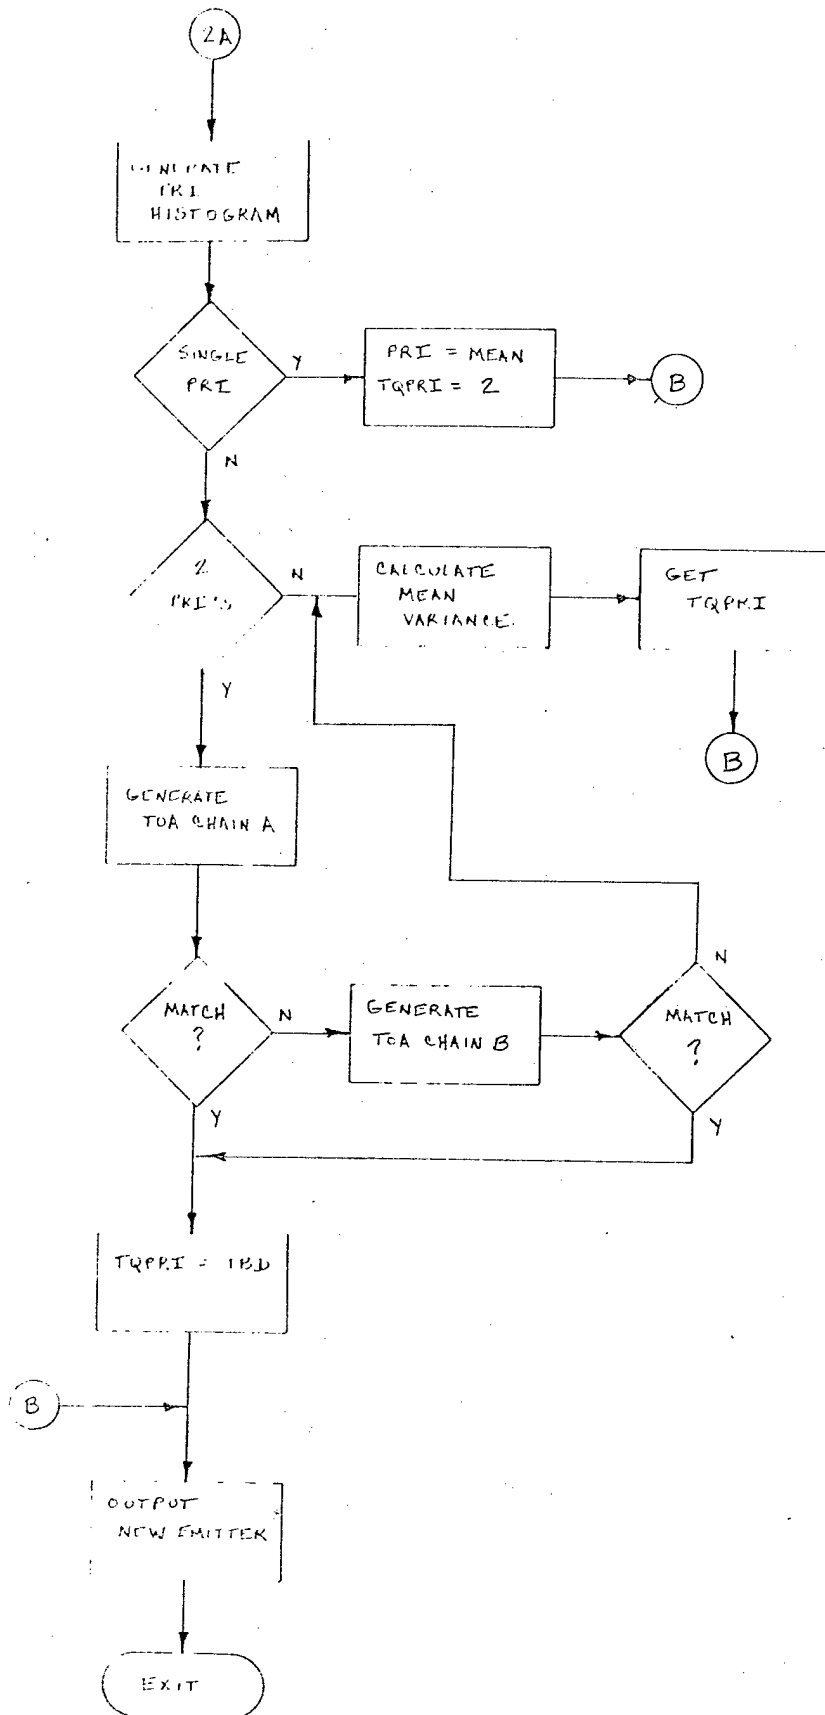 2A
GENERATE
PRI
HISTOGRAM
SINGLE
PRI
Y
PRI = MEAN
TQPRI = 2
B
N
2
PRI'S
N
CALCULATE
MEAN
VARIANCE.
GET
TQPRI
Y
B
GENERATE
TOA CHAIN A
N
MATCH
?
N
GENERATE
TOA CHAIN B
MATCH
?
Y
Y
TQPRI = TBD
B
OUTPUT
NEW EMITTER
EXIT